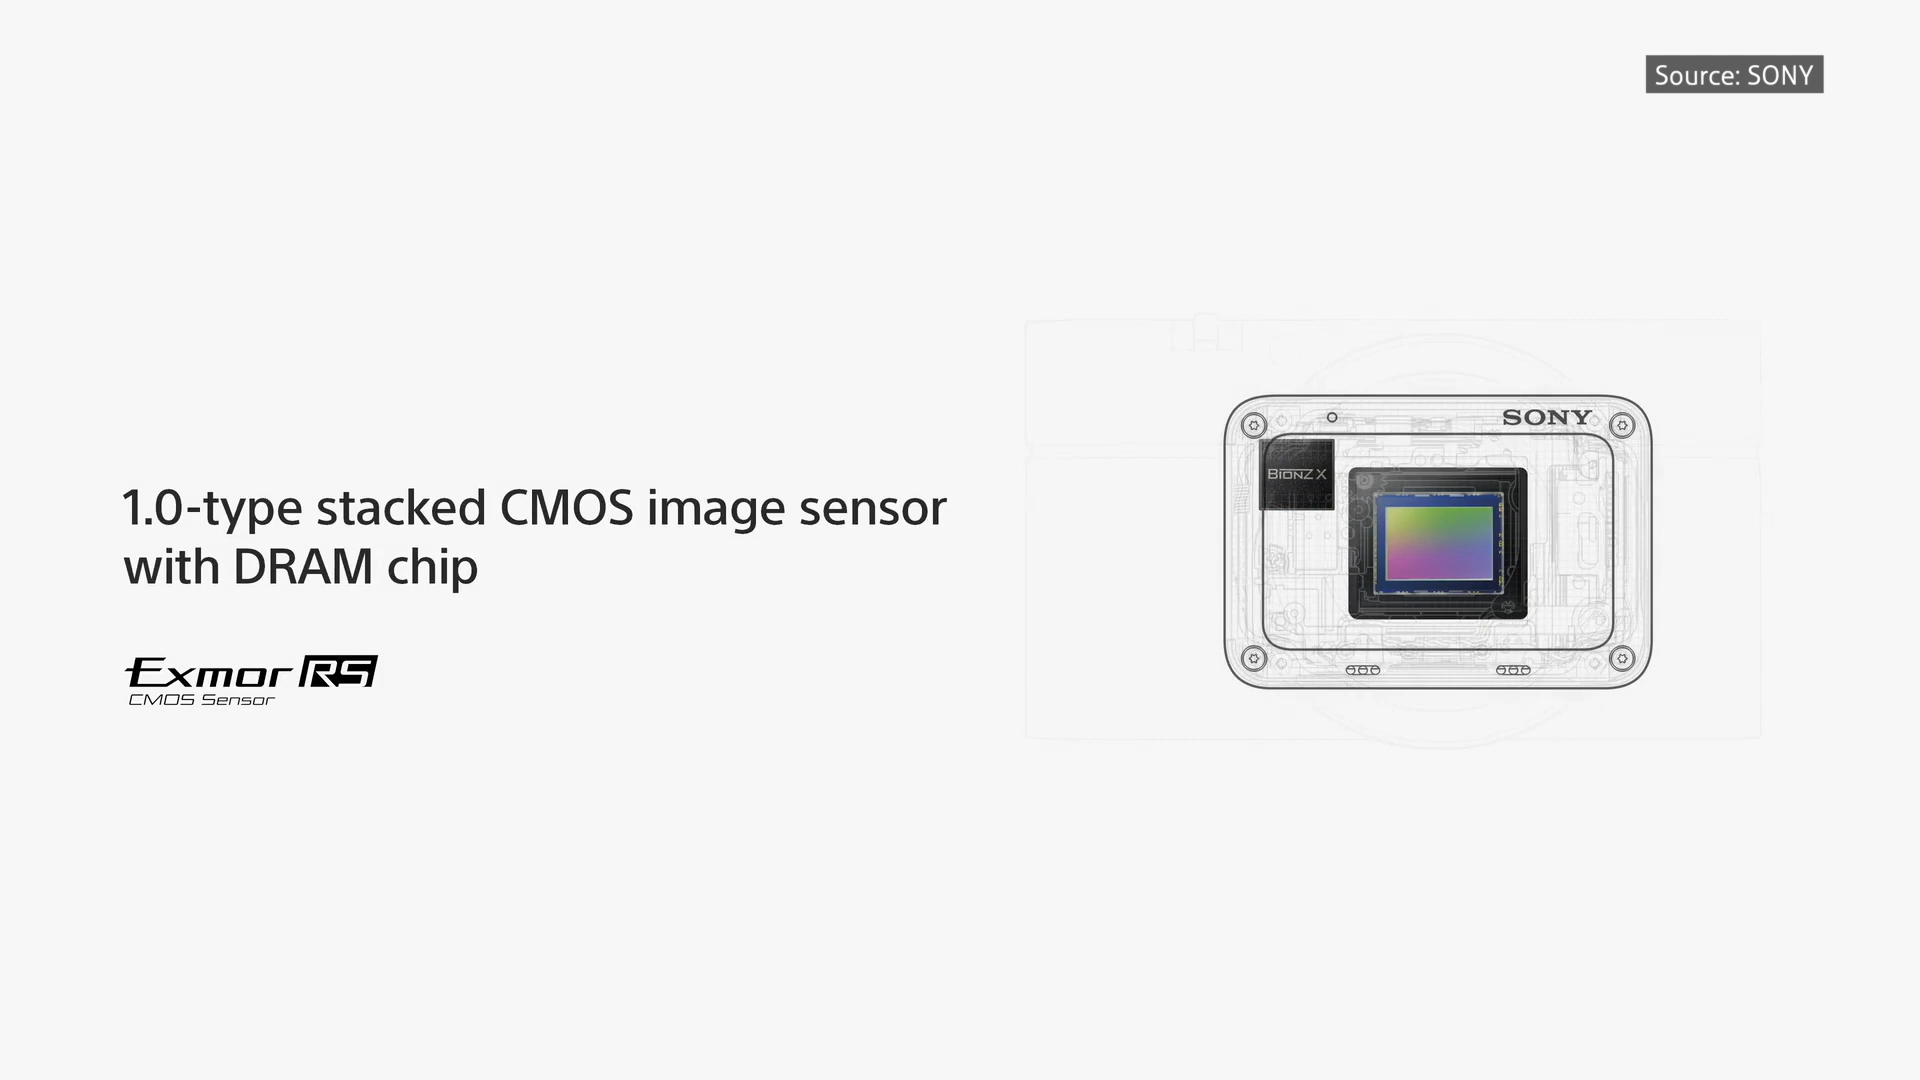 Source: SONY
SONY
BIONZ X
1.0-type stacked CMOS image sensor
with DRAM chip
Exmor RS
CMOS Sensor